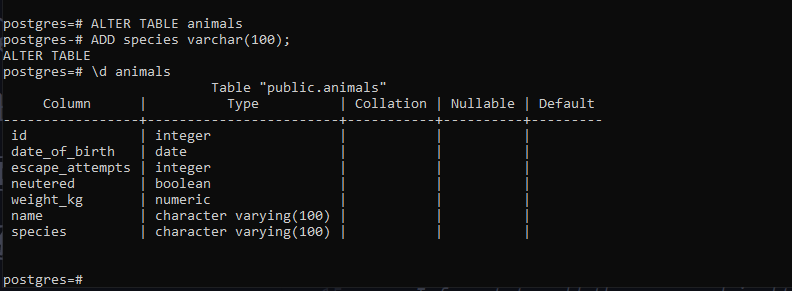 postgres=# ALTER TABLE animals
postgres-# ADD species varchar(100);
ALTER TABLE
postgres=# \d animals
                          Table "public.animals"
     Column      |          Type          | Collation | Nullable | Default
-----------------+------------------------+-----------+----------+---------
 id              | integer                |           |          |
 date_of_birth   | date                   |           |          |
 escape_attempts | integer                |           |          |
 neutered        | boolean                |           |          |
 weight_kg       | numeric                |           |          |
 name            | character varying(100) |           |          |
 species         | character varying(100) |           |          |
postgres=#